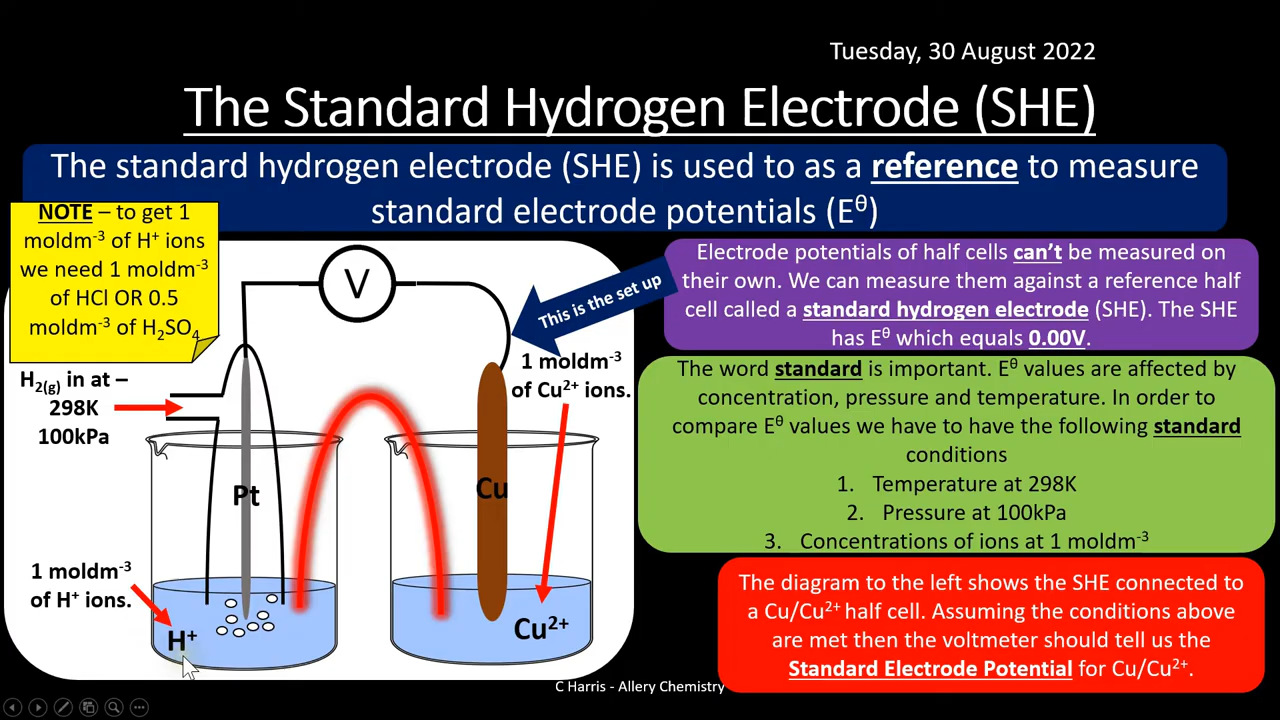 Tuesday, 30 August 2022
The Standard Hydrogen Electrode (SHE)
The standard hydrogen electrode (SHE) is used to as a reference to measure
standard electrode potentials (E^θ)
NOTE – to get 1
moldm⁻³ of H⁺ ions
we need 1 moldm⁻³
of HCl OR 0.5
moldm⁻³ of H₂SO₄
H₂₍g₎ in at –
298K
100kPa
V
This is the set up
1 moldm⁻³
of Cu²⁺ ions.
Pt
Cu
1 moldm⁻³
of H⁺ ions.
H⁺
Cu²⁺
Electrode potentials of half cells can't be measured on
their own. We can measure them against a reference half
cell called a standard hydrogen electrode (SHE). The SHE
has E^θ which equals 0.00V.
The word standard is important. E^θ values are affected by
concentration, pressure and temperature. In order to
compare E^θ values we have to have the following standard
conditions
1. Temperature at 298K
2. Pressure at 100kPa
3. Concentrations of ions at 1 moldm⁻³
The diagram to the left shows the SHE connected to
a Cu/Cu²⁺ half cell. Assuming the conditions above
are met then the voltmeter should tell us the
Standard Electrode Potential for Cu/Cu²⁺.
C Harris - Allery Chemistry